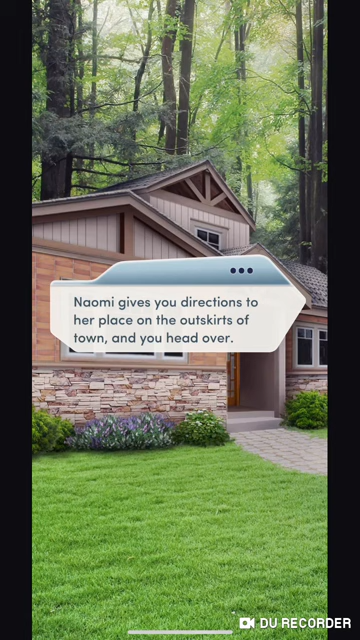 Naomi gives you directions to
her place on the outskirts of
town, and you head over.
DU RECORDER